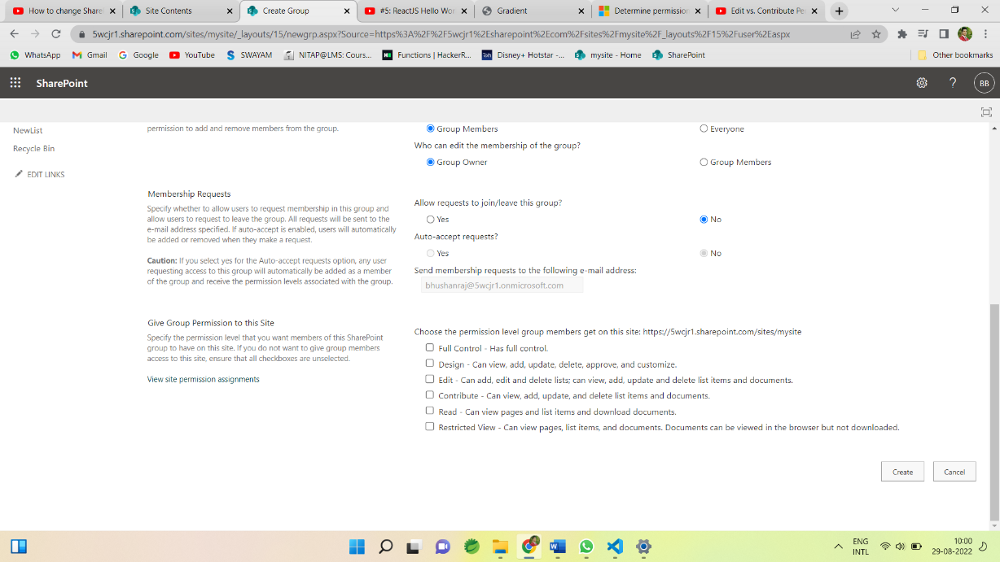 How to change Share
Site Contents
Create Group
#5: ReactJS Hello Wor
Gradient
Determine permission
Edit vs. Contribute Pe
5wcjr1.sharepoint.com/sites/mysite/_layouts/15/newgrp.aspx?Source=https%3A%2F%2F5wcjr1%2Esharepoint%2Ecom%2Fsites%2Fmysite%2F_layouts%2F15%2Fuser%2Easpx
WhatsApp
Gmail
Google
YouTube
SWAYAM
NITAP@LMS: Cours...
Functions | HackerR...
Disney+ Hotstar -...
mysite - Home
SharePoint
Other bookmarks
SharePoint
?
BB
NewList
Recycle Bin
EDIT LINKS
permission to add and remove members from the group.
Group Members
Everyone
Who can edit the membership of the group?
Group Owner
Group Members
Membership Requests
Specify whether to allow users to request membership in this group and
allow users to request to leave the group. All requests will be sent to the
e-mail address specified. If auto-accept is enabled, users will automatically
be added or removed when they make a request.
Caution: If you select yes for the Auto-accept requests option, any user
requesting access to this group will automatically be added as a member
of the group and receive the permission levels associated with the group.
Allow requests to join/leave this group?
Yes
No
Auto-accept requests?
Yes
No
Send membership requests to the following e-mail address:
bhushanraj@5wcjr1.onmicrosoft.com
Give Group Permission to this Site
Specify the permission level that you want members of this SharePoint
group to have on this site. If you do not want to give group members
access to this site, ensure that all checkboxes are unselected.
View site permission assignments
Choose the permission level group members get on this site: https://5wcjr1.sharepoint.com/sites/mysite
Full Control - Has full control.
Design - Can view, add, update, delete, approve, and customize.
Edit - Can add, edit and delete lists; can view, add, update and delete list items and documents.
Contribute - Can view, add, update, and delete list items and documents.
Read - Can view pages and list items and download documents.
Restricted View - Can view pages, list items, and documents. Documents can be viewed in the browser but not downloaded.
Create
Cancel
ENG
INTL
10:00
29-08-2022